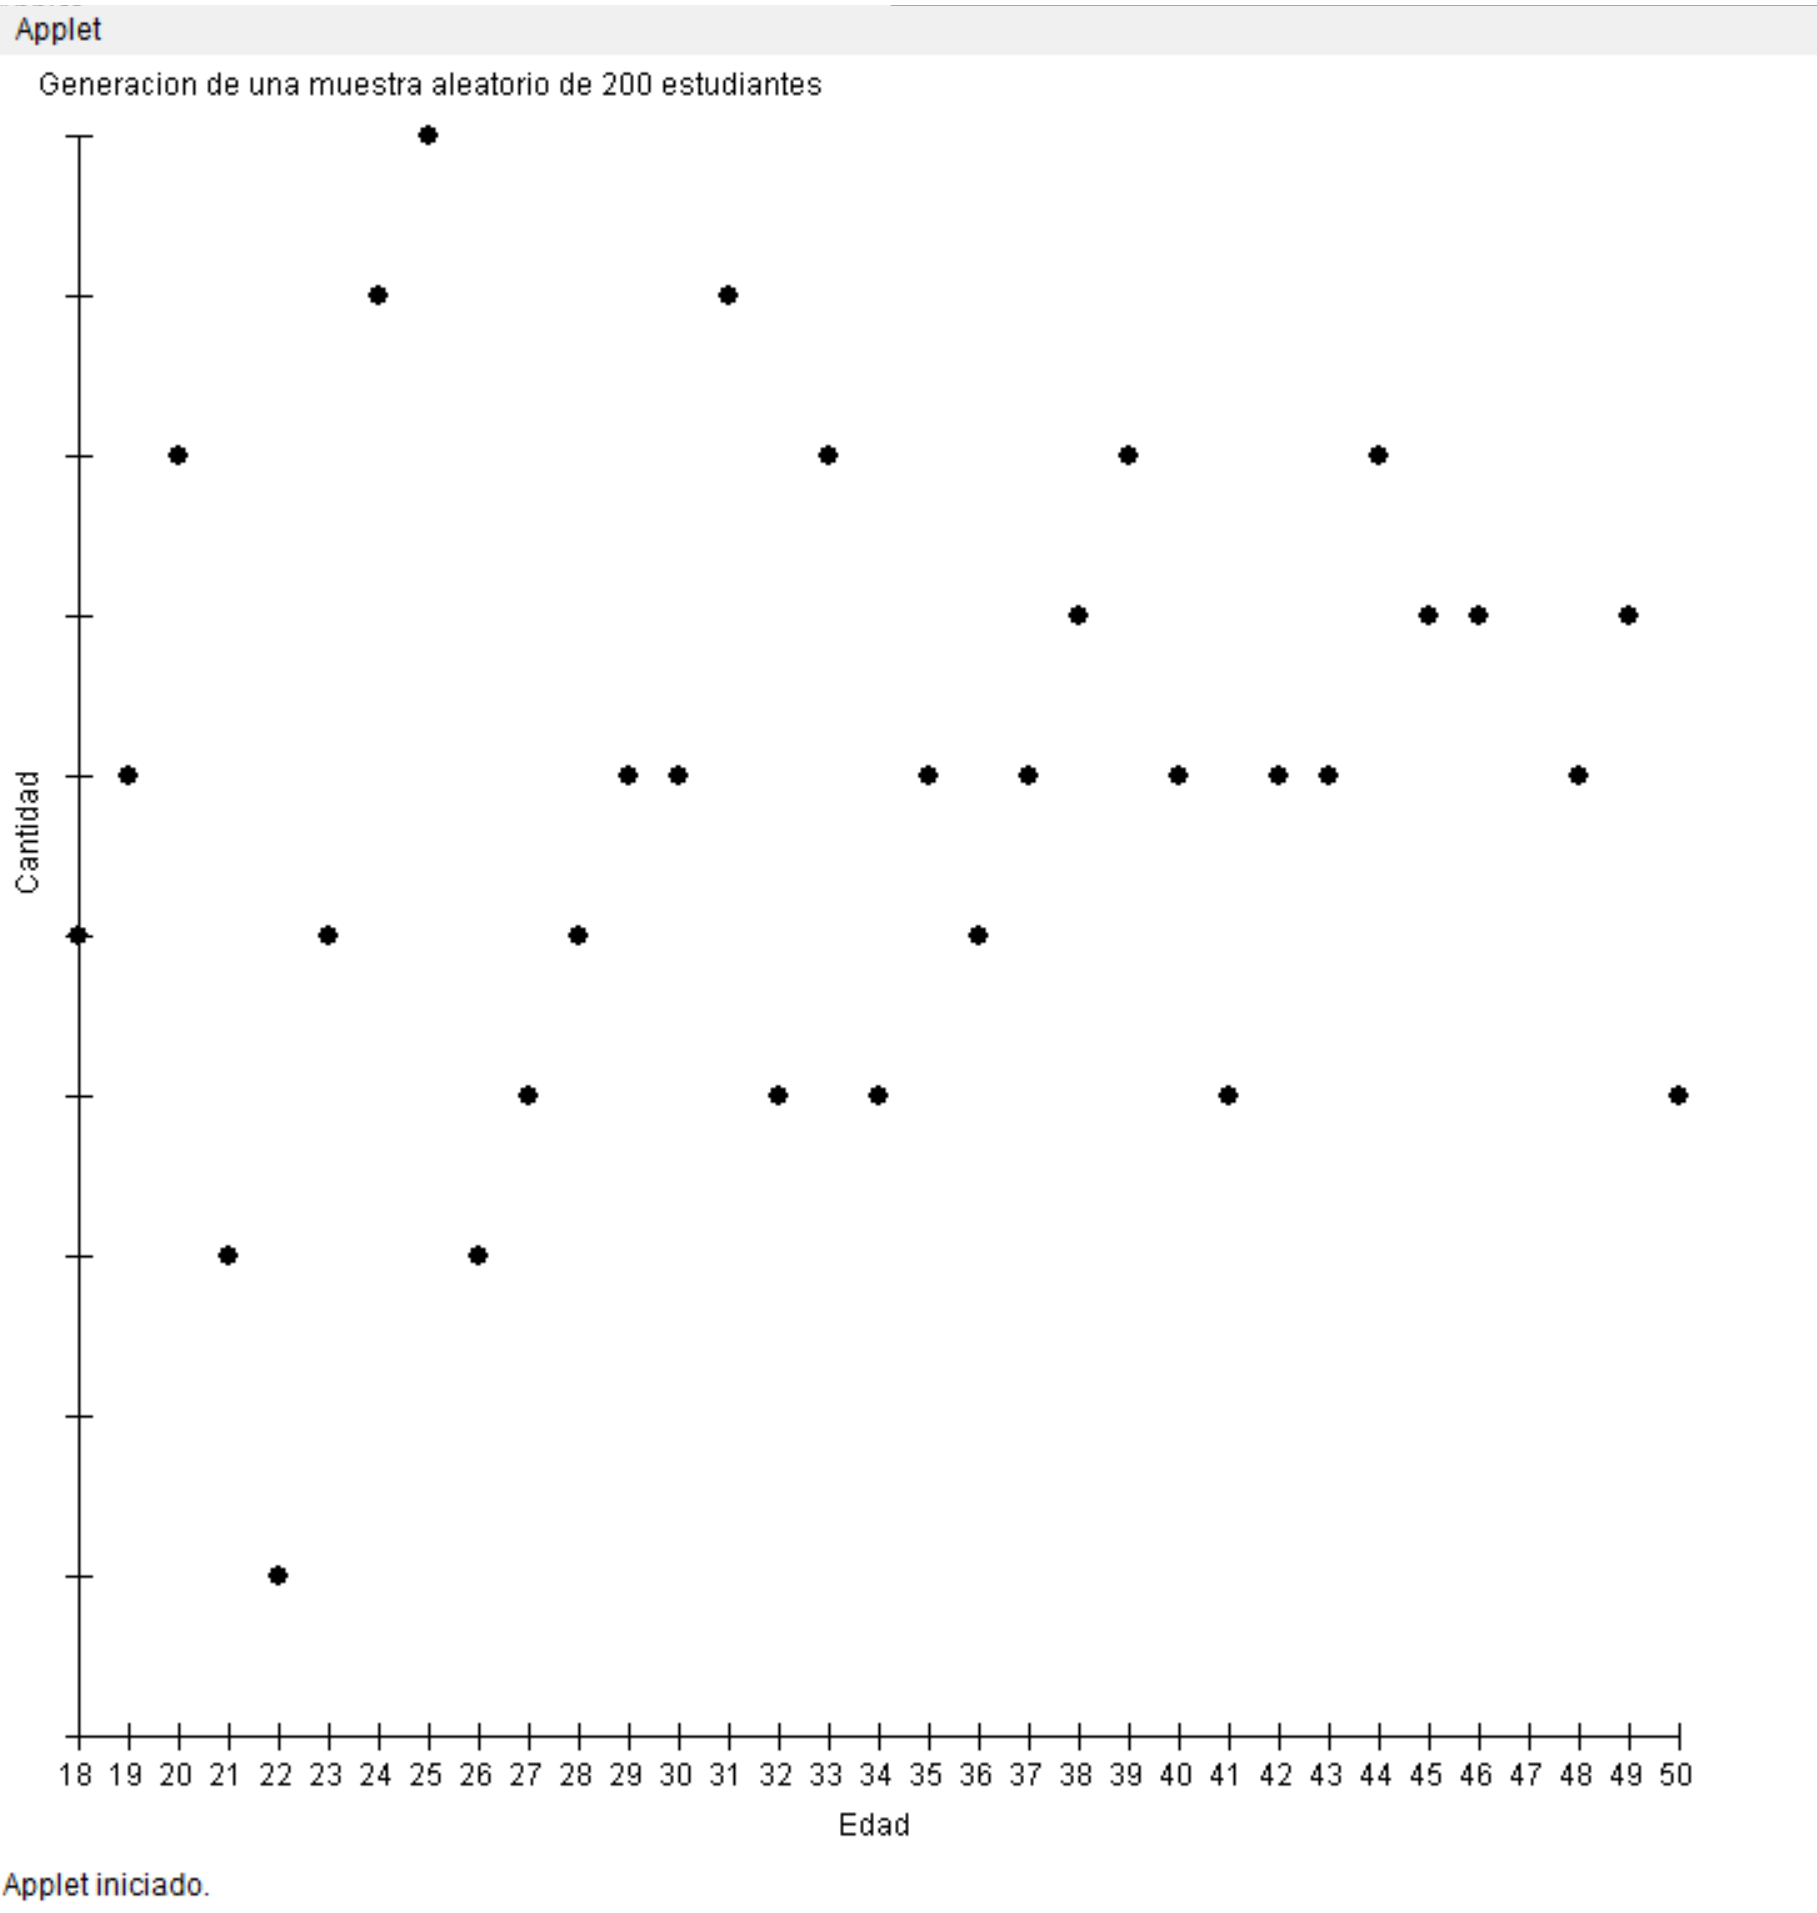 Applet
Generacion de una muestra aleatorio de 200 estudiantes
Cantidad
18 19 20 21 22 23 24 25 26 27 28 29 30 31 32 33 34 35 36 37 38 39 40 41 42 43 44 45 46 47 48 49 50
Edad
Applet iniciado.